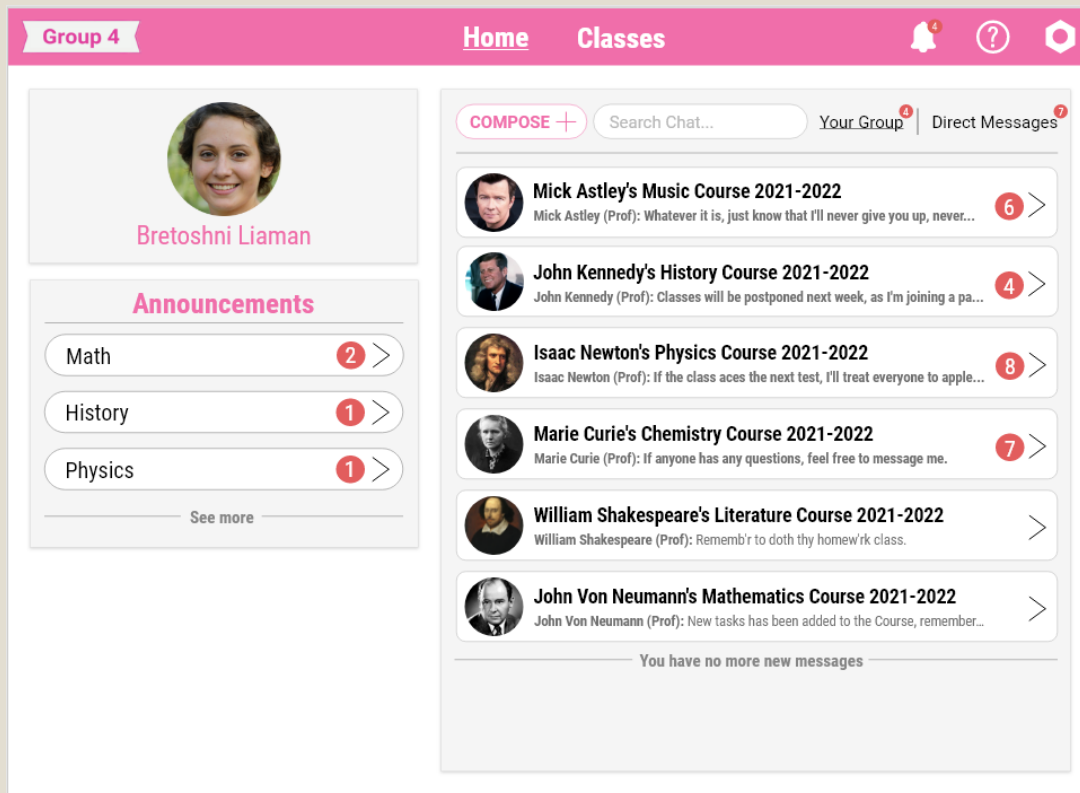 Group 4
Home
Classes
4
Bretoshni Liaman
Announcements
Math
2
History
1
Physics
1
See more
COMPOSE
Search Chat...
Your Group
4
Direct Messages
7
Mick Astley's Music Course 2021-2022
Mick Astley (Prof): Whatever it is, just know that I'll never give you up, never...
6
John Kennedy's History Course 2021-2022
John Kennedy (Prof): Classes will be postponed next week, as I'm joining a pa...
4
Isaac Newton's Physics Course 2021-2022
Isaac Newton (Prof): If the class aces the next test, I'll treat everyone to apple...
8
Marie Curie's Chemistry Course 2021-2022
Marie Curie (Prof): If anyone has any questions, feel free to message me.
7
William Shakespeare's Literature Course 2021-2022
William Shakespeare (Prof): Rememb'r to doth thy homew'rk class.
John Von Neumann's Mathematics Course 2021-2022
John Von Neumann (Prof): New tasks has been added to the Course, remember...
You have no more new messages